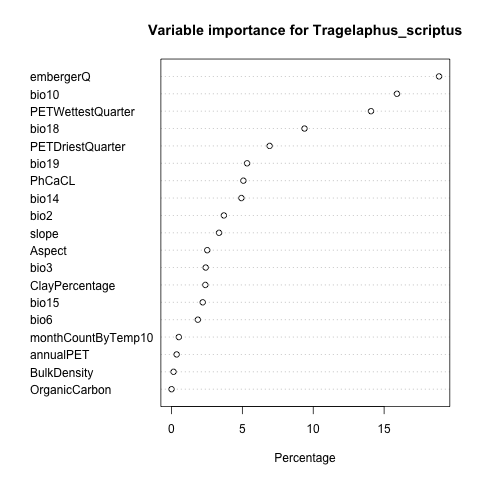 Variable importance for Tragelaphus_scriptus
embergerQ
bio10
PETWettestQuarter
bio18
PETDriestQuarter
bio19
PhCaCL
bio14
bio2
slope
Aspect
bio3
ClayPercentage
bio15
bio6
monthCountByTemp10
annualPET
BulkDensity
OrganicCarbon
0 5 10 15
Percentage